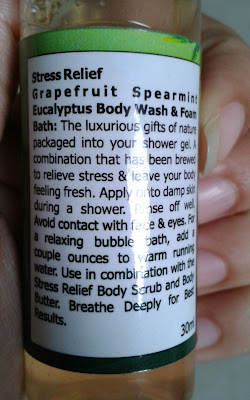 Stress Relief
Grapefruit Spearmint
Eucalyptus Body Wash & Foam
Bath: The luxurious gifts of nature
packaged into your shower gel. A
combination that has been brewed
to relieve stress & leave your body
feeling fresh. Apply onto damp skin
during a shower. Rinse off well.
Avoid contact with face & eyes. For
a relaxing bubble bath, add a
couple ounces to warm running
water. Use in combination with the
Stress Relief Body Scrub and Body
Butter. Breathe Deeply for Best
Results.
30ml